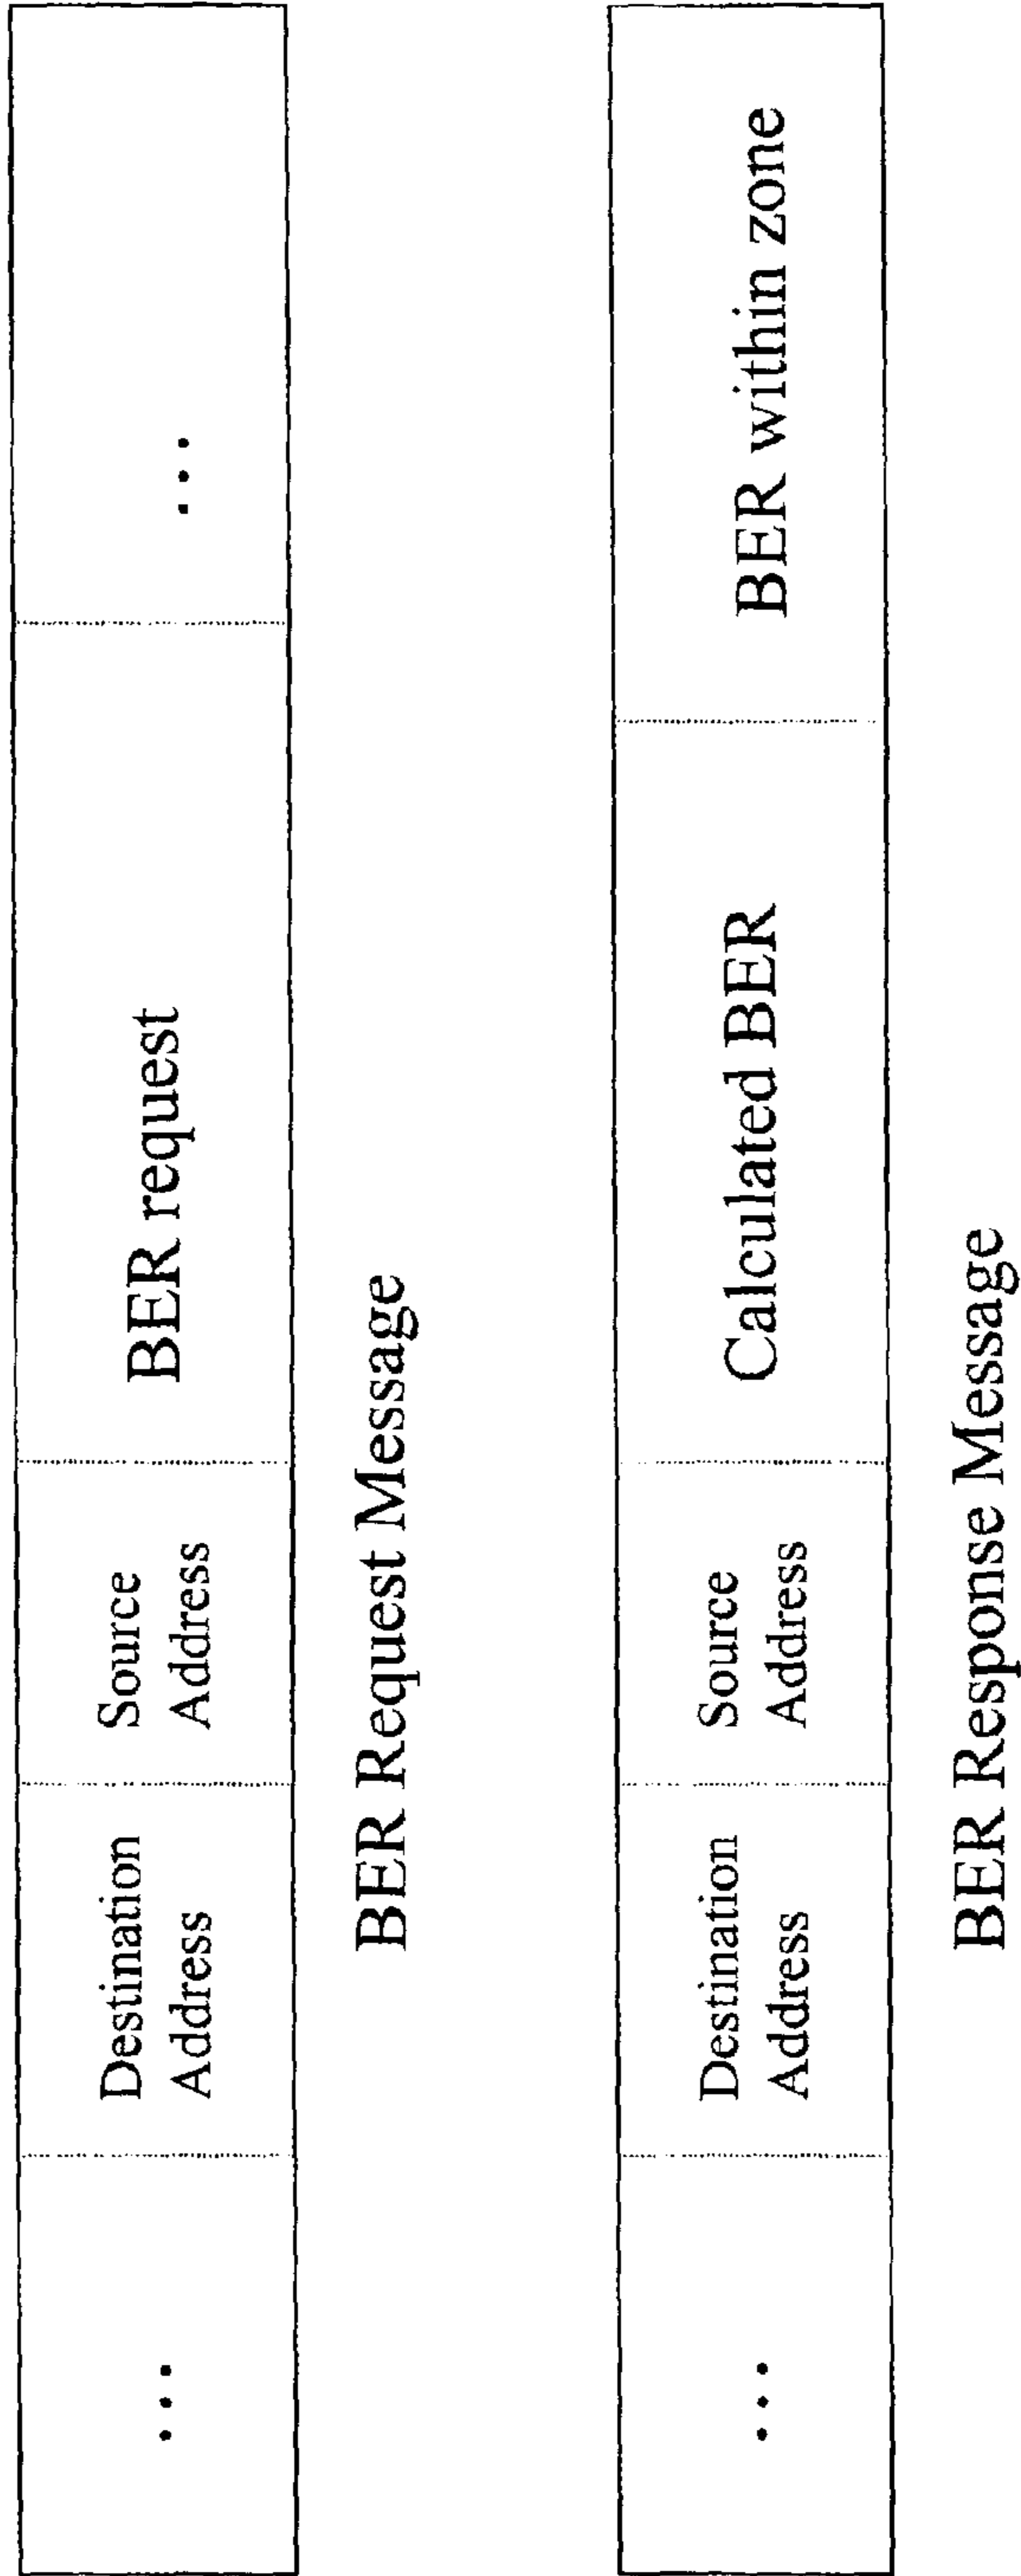 ...
Destination
Address
Source
Address
BER request
...
BER Request Message
...
Destination
Address
Source
Address
Calculated BER
BER within zone
BER Response Message